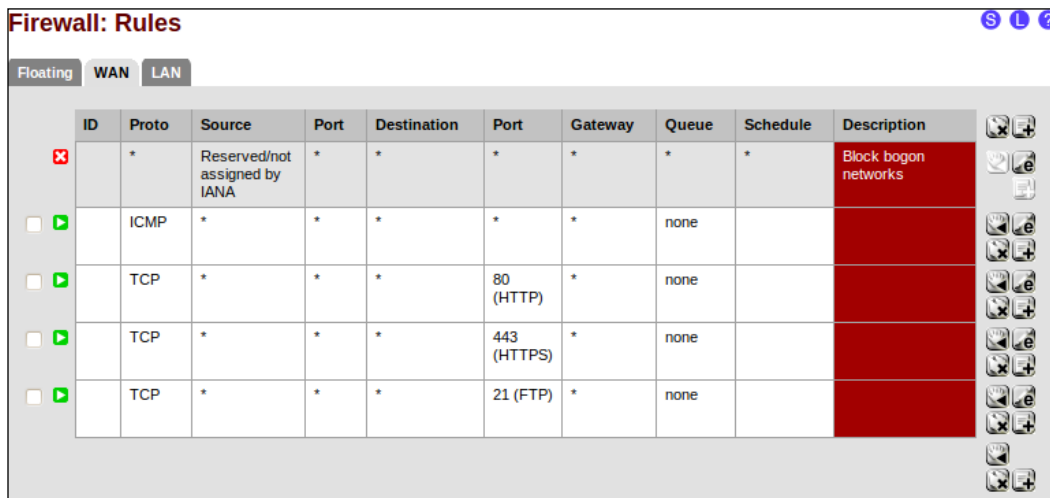 Firewall: Rules
S L ?
Floating WAN LAN
ID Proto Source Port Destination Port Gateway Queue Schedule Description
* Reserved/not * * * * * * Block bogon
assigned by networks
IANA
ICMP * * * * * none
TCP * * * 80 * none
(HTTP)
TCP * * * 443 * none
(HTTPS)
TCP * * * 21 (FTP) * none